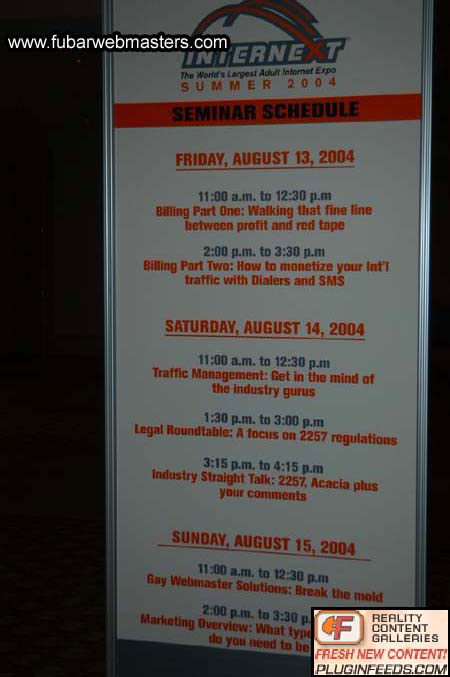 www.fubarwebmasters.com
INTERNEXT
The World's Largest Adult Internet Expo
SUMMER 2004
SEMINAR SCHEDULE
FRIDAY, AUGUST 13, 2004
11:00 a.m. to 12:30 p.m
Billing Part One: Walking that fine line
between profit and red tape
2:00 p.m. to 3:30 p.m
Billing Part Two: How to monetize your Int'l
traffic with Dialers and SMS
SATURDAY, AUGUST 14, 2004
11:00 a.m. to 12:30 p.m
Traffic Management: Get in the mind of
the industry gurus
1:30 p.m. to 3:00 p.m
Legal Roundtable: A focus on 2257 regulations
3:15 p.m. to 4:15 p.m
Industry Straight Talk: 2257, Acacia plus
your comments
SUNDAY, AUGUST 15, 2004
11:00 a.m. to 12:30 p.m
Gay Webmaster Solutions: Break the mold
2:00 p.m. to 3:30 p.
Marketing Overview: What type
do you need to be
REALITY
CONTENT
GALLERIES
FRESH NEW CONTENT!
PLUGINFEEDS.COM